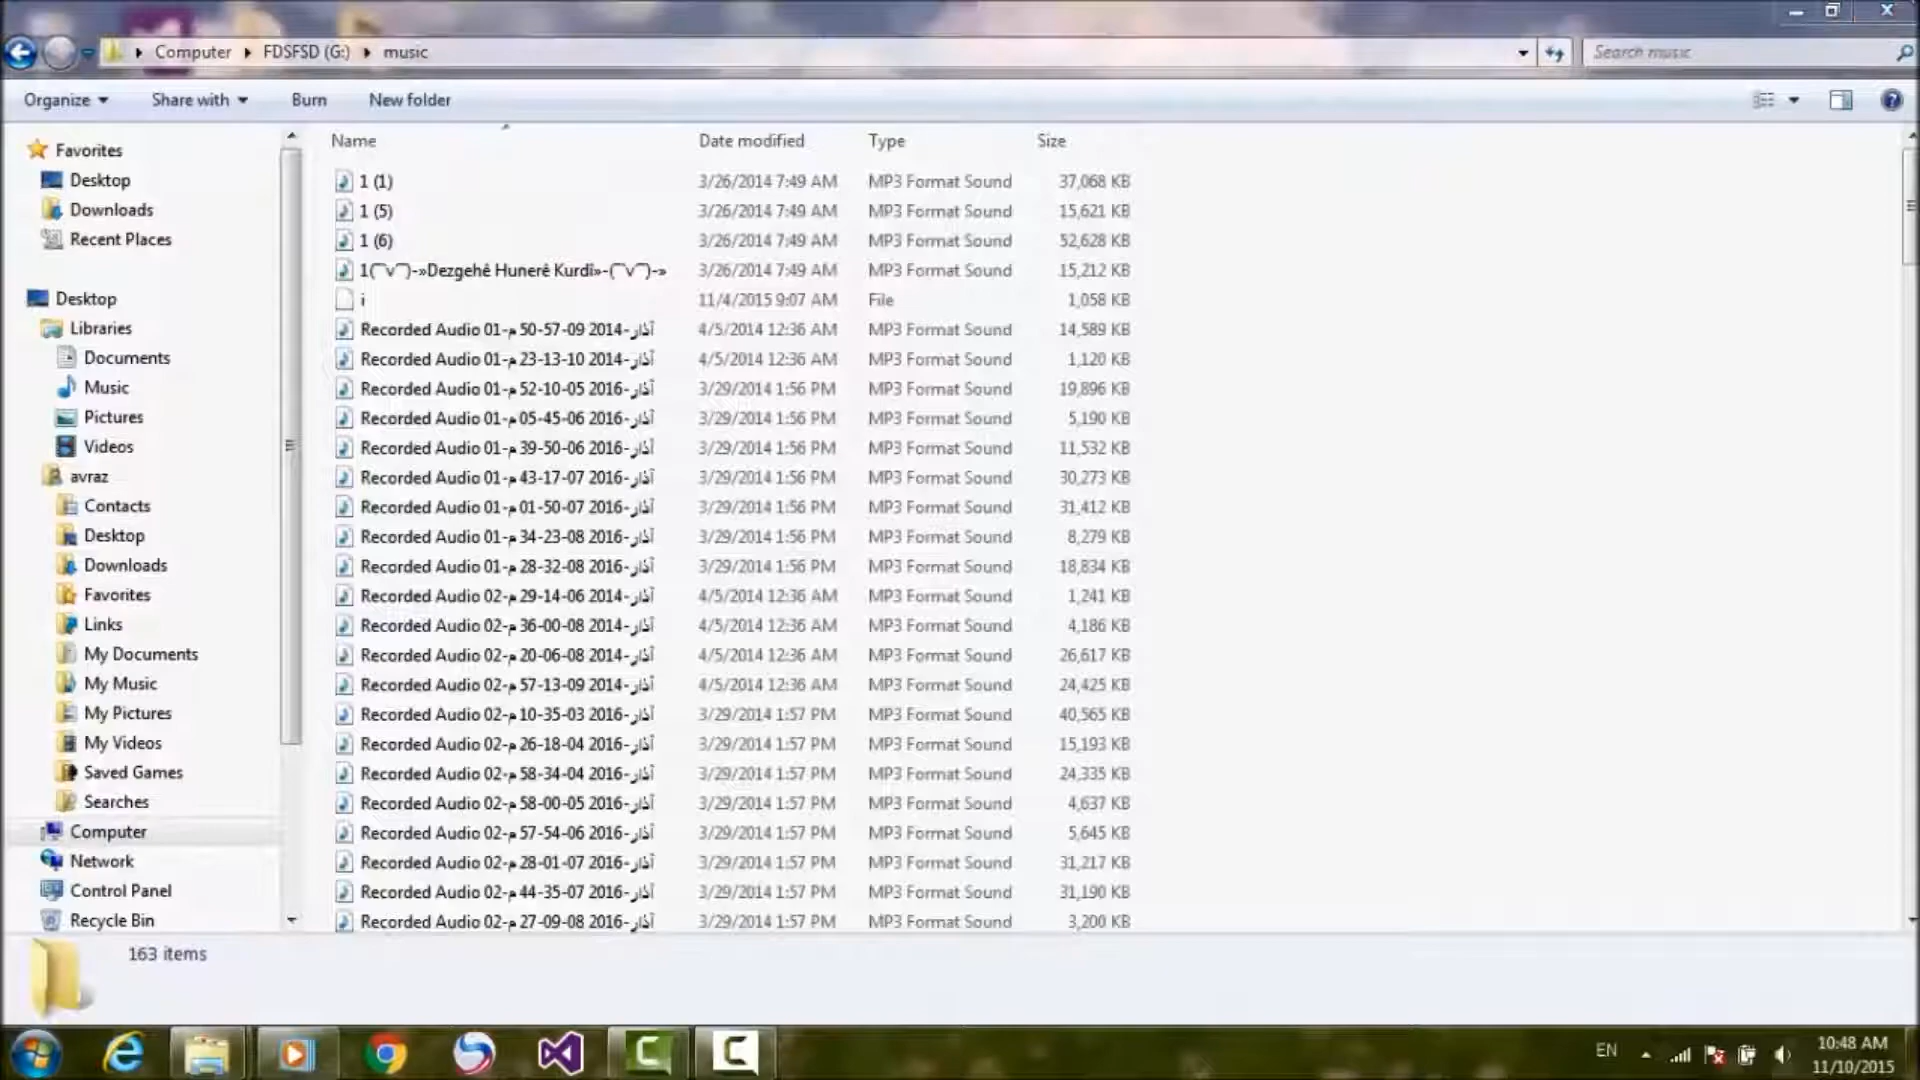 Computer ▸ FDSFSD (G:) ▸ music
Search music
Organize Share with Burn New folder
Name Date modified Type Size
Favorites
Desktop
Downloads
Recent Places
Desktop
Libraries
Documents
Music
Pictures
Videos
avraz
Contacts
Desktop
Downloads
Favorites
Links
My Documents
My Music
My Pictures
My Videos
Saved Games
Searches
Computer
Network
Control Panel
Recycle Bin
1 (1) 3/26/2014 7:49 AM MP3 Format Sound 37,068 KB
1 (5) 3/26/2014 7:49 AM MP3 Format Sound 15,621 KB
1 (6) 3/26/2014 7:49 AM MP3 Format Sound 52,628 KB
1(¯v¯)-»Dezgehê Hunerê Kurdî»-(¯v¯)-» 3/26/2014 7:49 AM MP3 Format Sound 15,212 KB
i 11/4/2015 9:07 AM File 1,058 KB
Recorded Audio 01-م 50-57-09 2014-آذار 4/5/2014 12:36 AM MP3 Format Sound 14,589 KB
Recorded Audio 01-م 23-13-10 2014-آذار 4/5/2014 12:36 AM MP3 Format Sound 1,120 KB
Recorded Audio 01-م 52-10-05 2016-آذار 3/29/2014 1:56 PM MP3 Format Sound 19,896 KB
Recorded Audio 01-م 05-45-06 2016-آذار 3/29/2014 1:56 PM MP3 Format Sound 5,190 KB
Recorded Audio 01-م 39-50-06 2016-آذار 3/29/2014 1:56 PM MP3 Format Sound 11,532 KB
Recorded Audio 01-م 43-17-07 2016-آذار 3/29/2014 1:56 PM MP3 Format Sound 30,273 KB
Recorded Audio 01-م 01-50-07 2016-آذار 3/29/2014 1:56 PM MP3 Format Sound 31,412 KB
Recorded Audio 01-م 34-23-08 2016-آذار 3/29/2014 1:56 PM MP3 Format Sound 8,279 KB
Recorded Audio 01-م 28-32-08 2016-آذار 3/29/2014 1:56 PM MP3 Format Sound 18,834 KB
Recorded Audio 02-م 29-14-06 2014-آذار 4/5/2014 12:36 AM MP3 Format Sound 1,241 KB
Recorded Audio 02-م 36-00-08 2014-آذار 4/5/2014 12:36 AM MP3 Format Sound 4,186 KB
Recorded Audio 02-م 20-06-08 2014-آذار 4/5/2014 12:36 AM MP3 Format Sound 26,617 KB
Recorded Audio 02-م 57-13-09 2014-آذار 4/5/2014 12:36 AM MP3 Format Sound 24,425 KB
Recorded Audio 02-م 10-35-03 2016-آذار 3/29/2014 1:57 PM MP3 Format Sound 40,565 KB
Recorded Audio 02-م 26-18-04 2016-آذار 3/29/2014 1:57 PM MP3 Format Sound 15,193 KB
Recorded Audio 02-م 58-34-04 2016-آذار 3/29/2014 1:57 PM MP3 Format Sound 24,335 KB
Recorded Audio 02-م 58-00-05 2016-آذار 3/29/2014 1:57 PM MP3 Format Sound 4,637 KB
Recorded Audio 02-م 57-54-06 2016-آذار 3/29/2014 1:57 PM MP3 Format Sound 5,645 KB
Recorded Audio 02-م 28-01-07 2016-آذار 3/29/2014 1:57 PM MP3 Format Sound 31,217 KB
Recorded Audio 02-م 44-35-07 2016-آذار 3/29/2014 1:57 PM MP3 Format Sound 31,190 KB
Recorded Audio 02-م 27-09-08 2016-آذار 3/29/2014 1:57 PM MP3 Format Sound 3,200 KB
163 items
EN
10:48 AM
11/10/2015